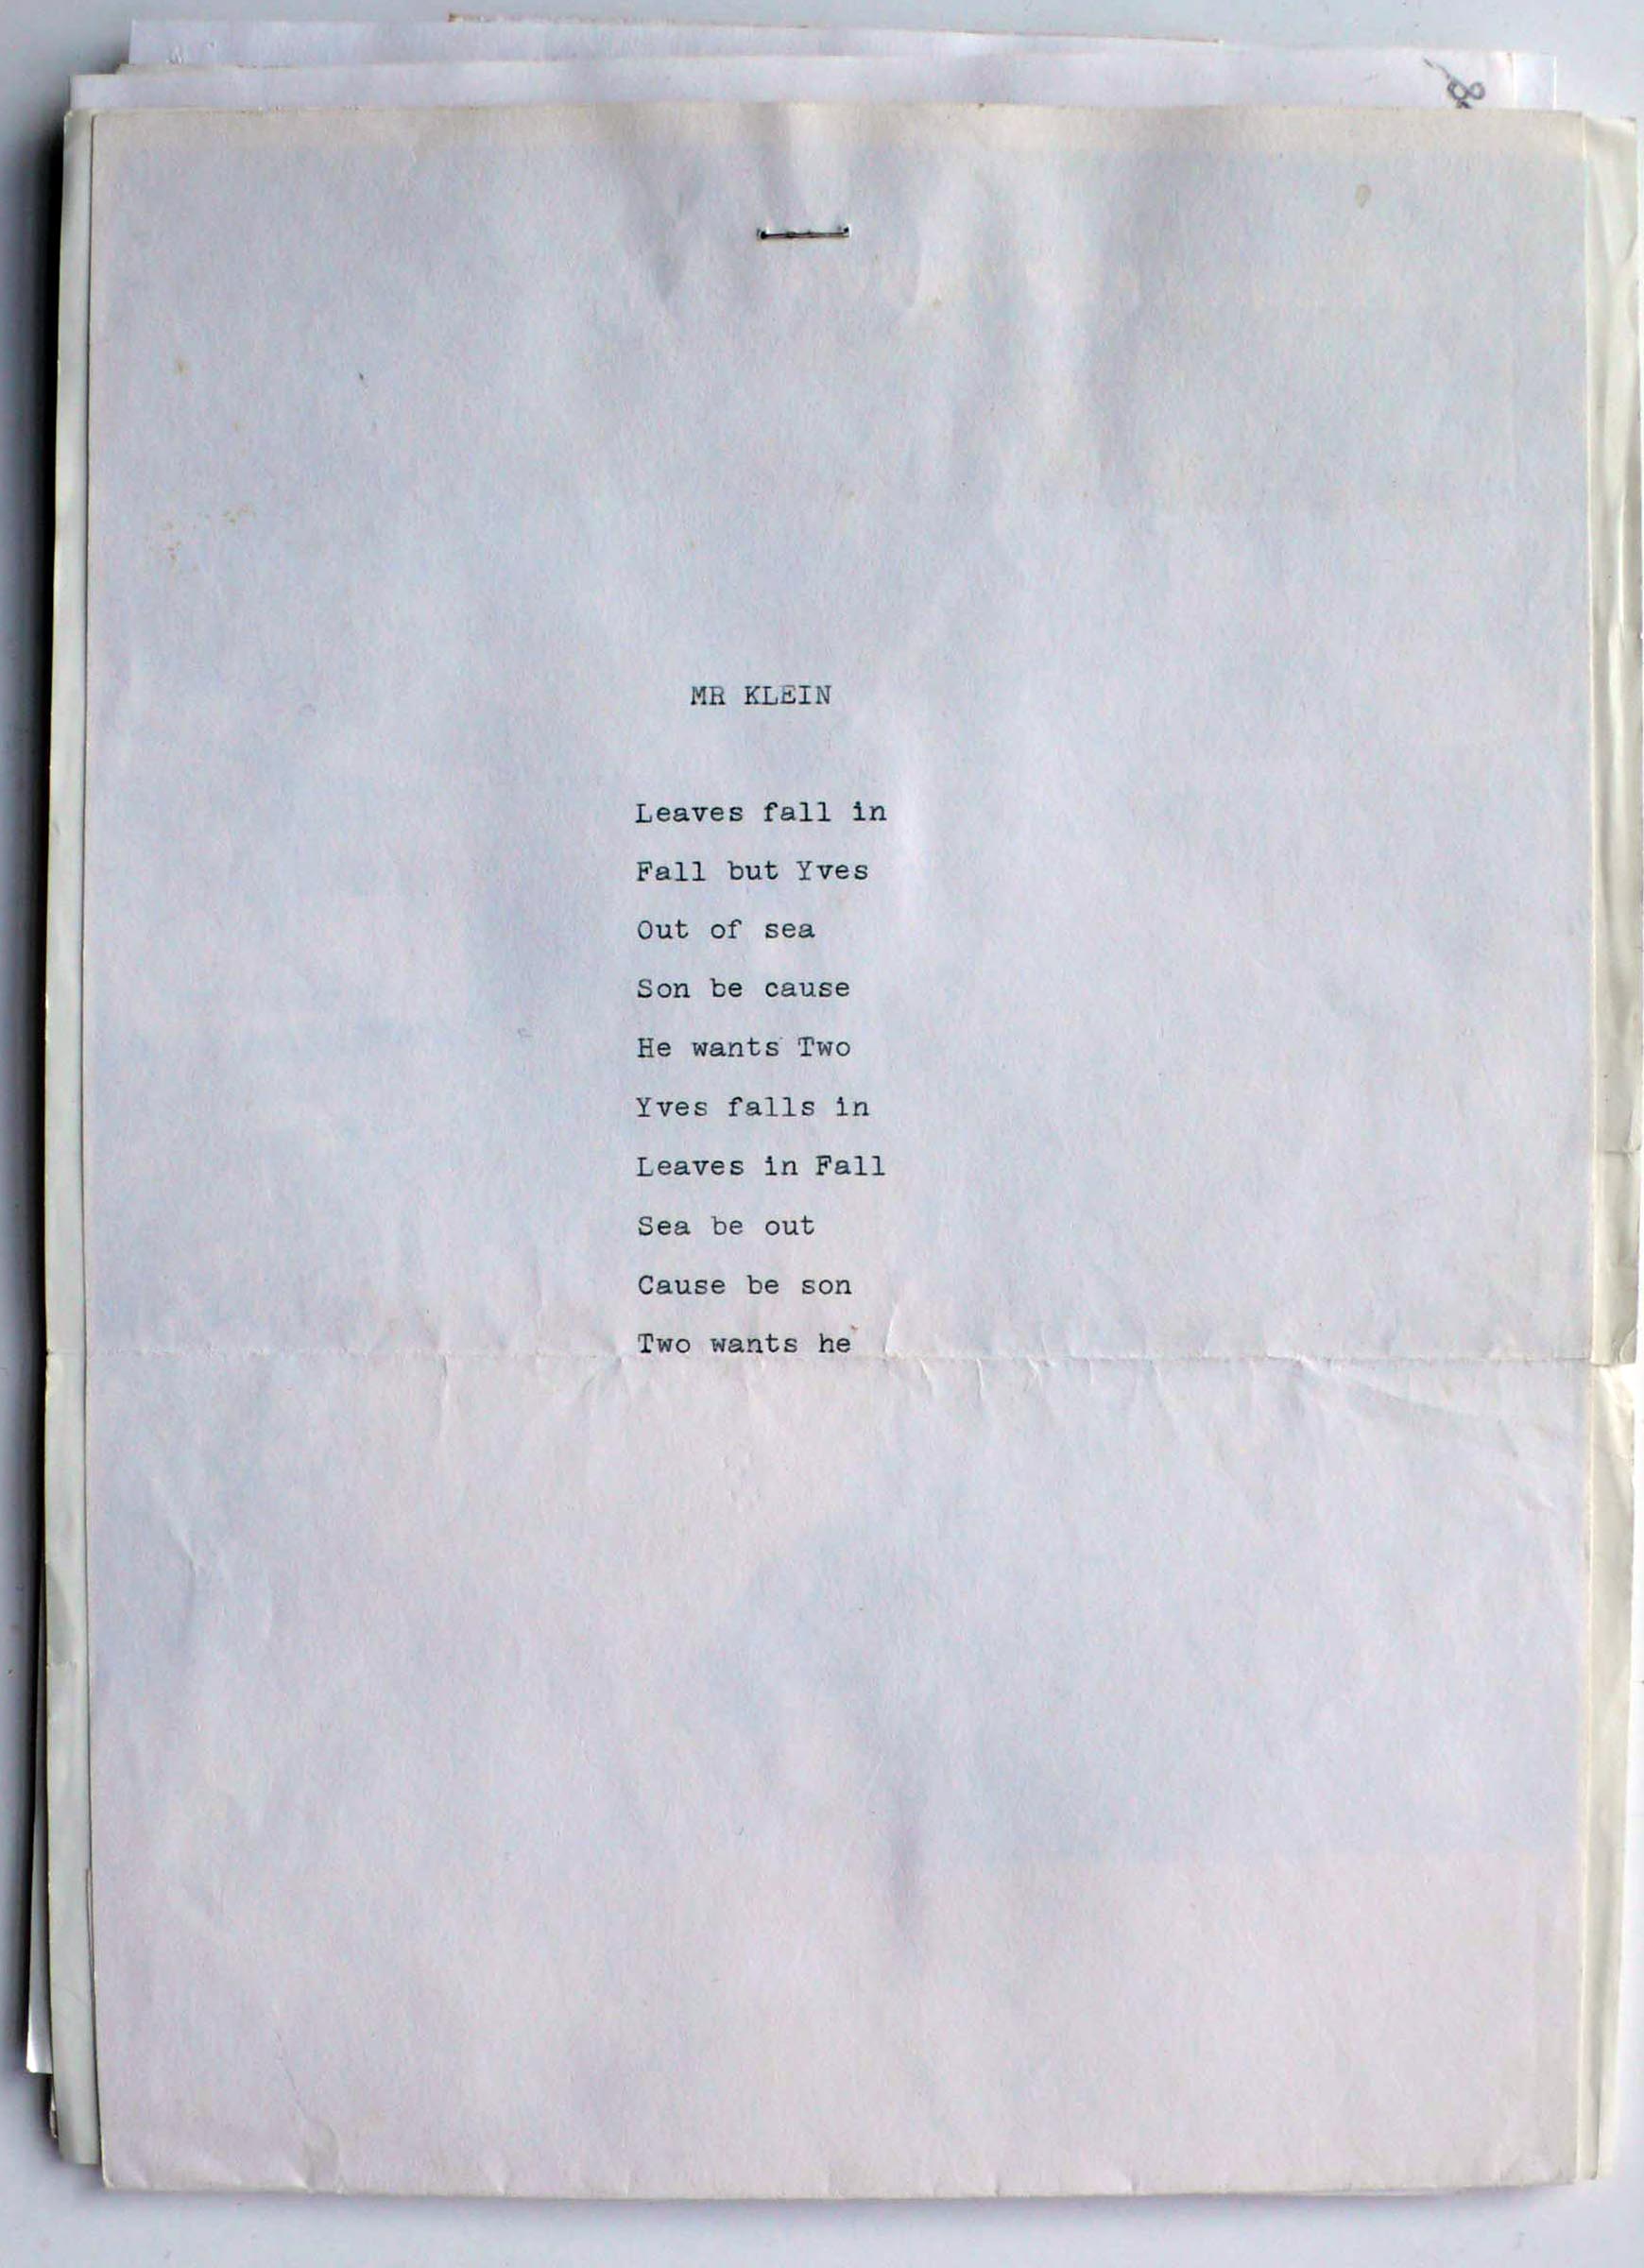 MR KLEIN
Leaves fall in
Fall but Yves
Out of sea
Son be cause
He wants Two
Yves falls in
Leaves in Fall
Sea be out
Cause be son
Two wants he